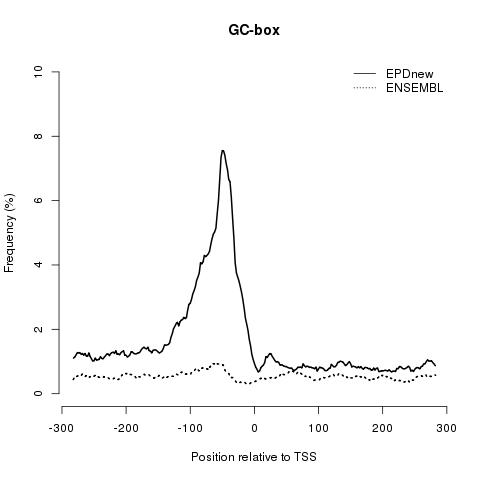 GC-box
EPDnew
ENSEMBL
Frequency (%)
10
8
6
4
2
0
-300 -200 -100 0 100 200 300
Position relative to TSS